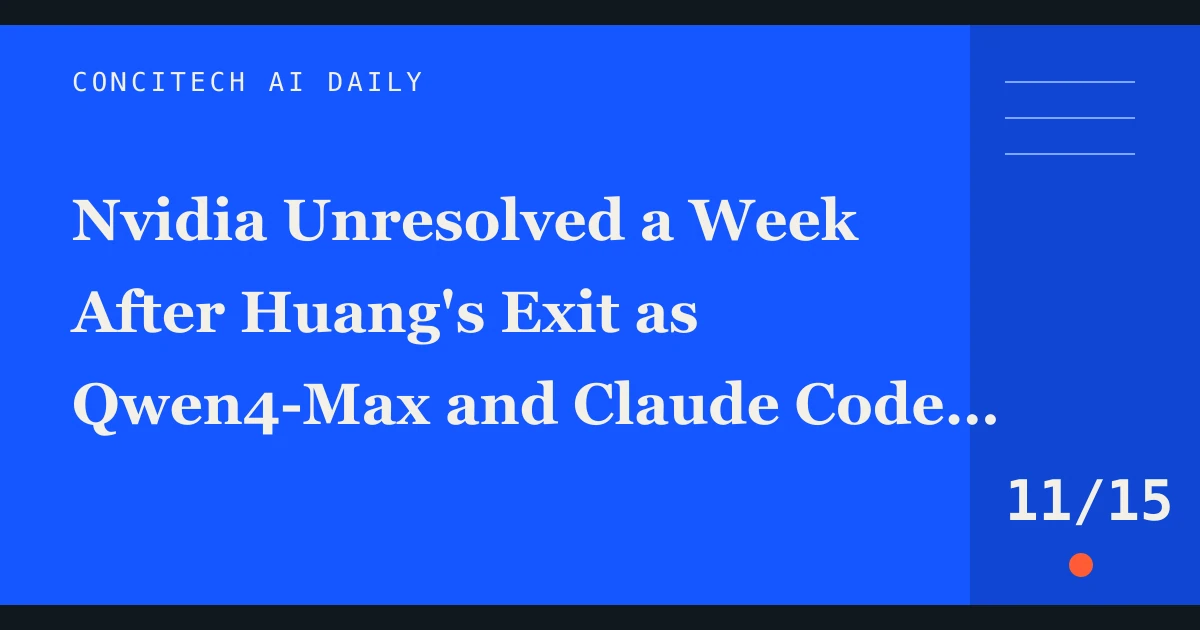 CONCITECH AI DAILY
Nvidia Unresolved a Week
After Huang's Exit as
Qwen4-Max and Claude Code...
11/15